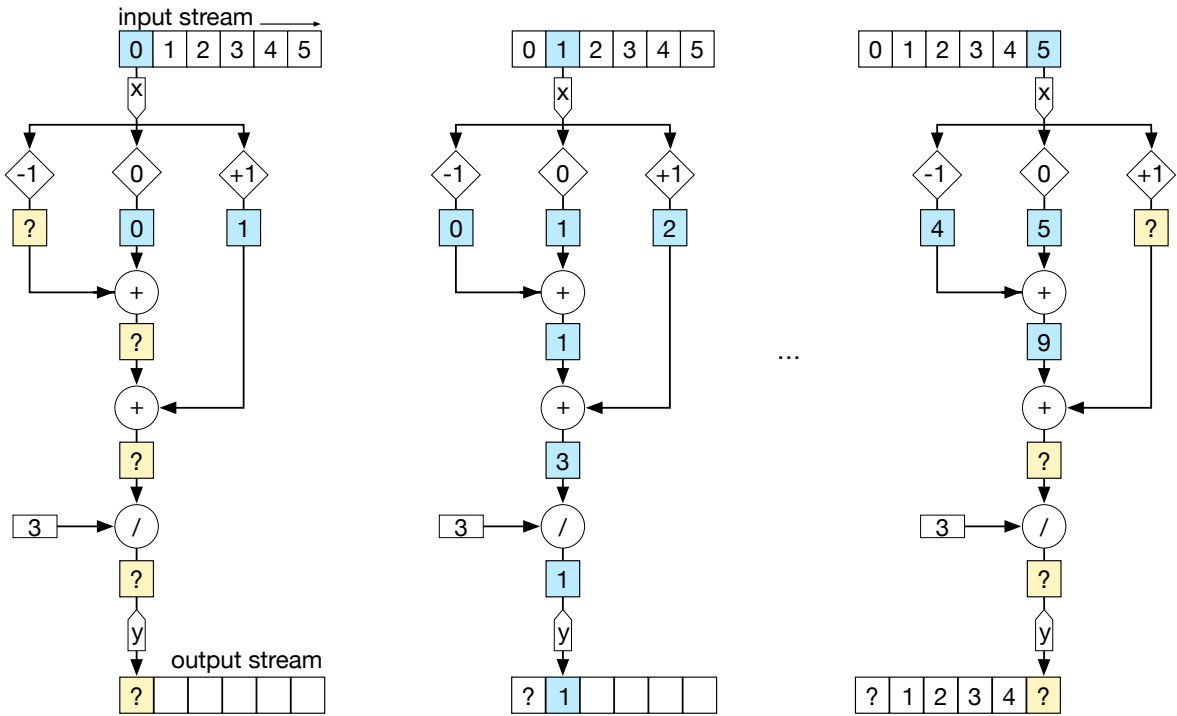 input stream
0 1 2 3 4 5
0 1 2 3 4 5
0 1 2 3 4 5
x
x
x
-1 0 +1
-1 0 +1
-1 0 +1
? 0 1
0 1 2
4 5 ?
+
+
+
?
1
9
...
+
+
+
?
3
?
3 /
3 /
3 /
?
1
?
y
y
y
output stream
?
? 1
? 1 2 3 4 ?